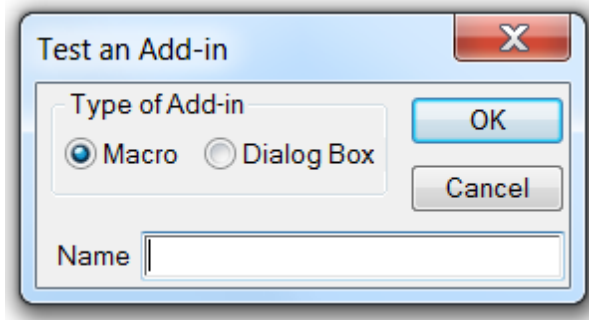 Test an Add-in
Type of Add-in
Macro Dialog Box
OK
Cancel
Name